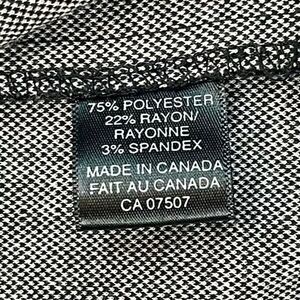 75% POLYESTER
22% RAYON/
RAYONNE
3% SPANDEX
MADE IN CANADA
FAIT AU CANADA
CA 07507